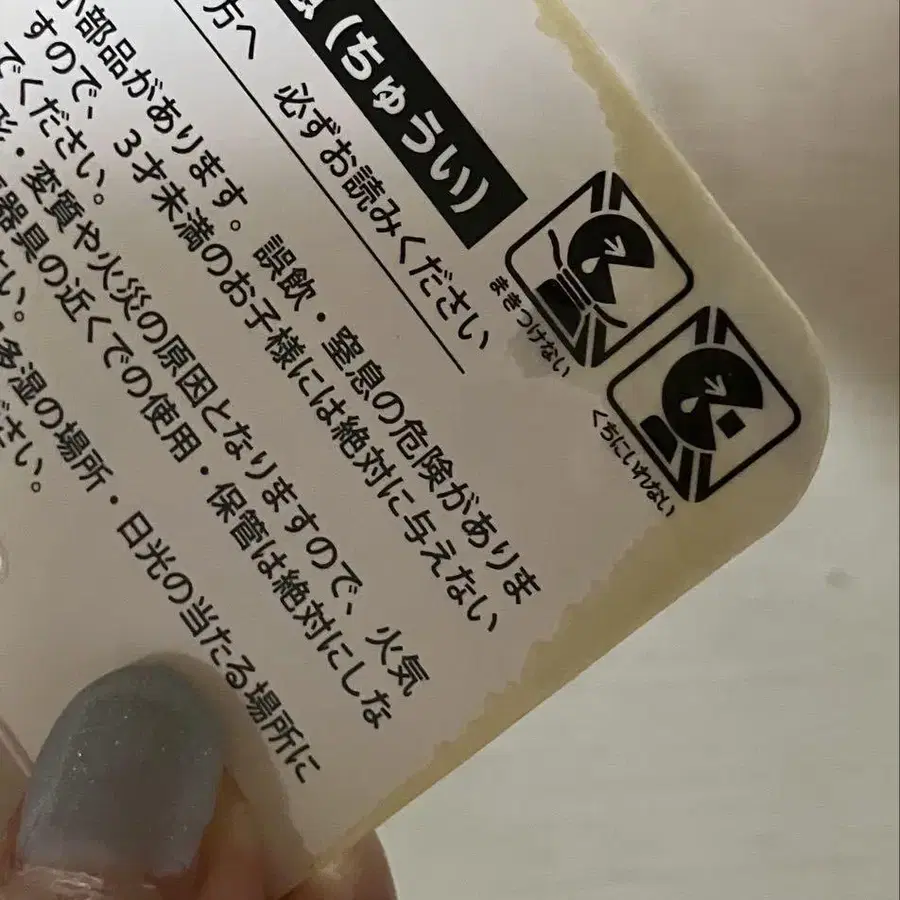 意(ちゅうい)
方へ 必ずお読みください
小部品があります。誤飲・窒息の危険がありま
すので、3才未満のお子様には絶対に与えない
でください。
形・変質や火災の原因となりますので、火気
器具の近くでの使用・保管は絶対にしな
さい。
多湿の場所・日光の当たる場所に
ださい。
まきつけない
くちにいれない